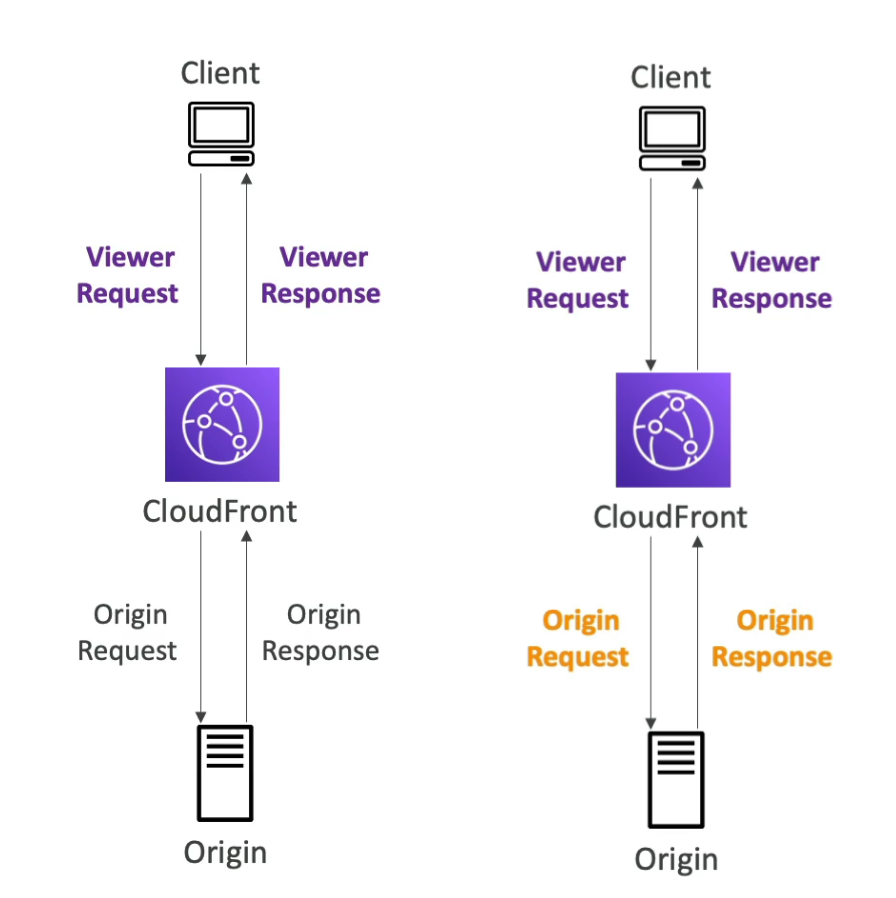 Client
Viewer
Request
Viewer
Response
CloudFront
Origin
Request
Origin
Response
Origin
Client
Viewer
Request
Viewer
Response
CloudFront
Origin
Request
Origin
Response
Origin